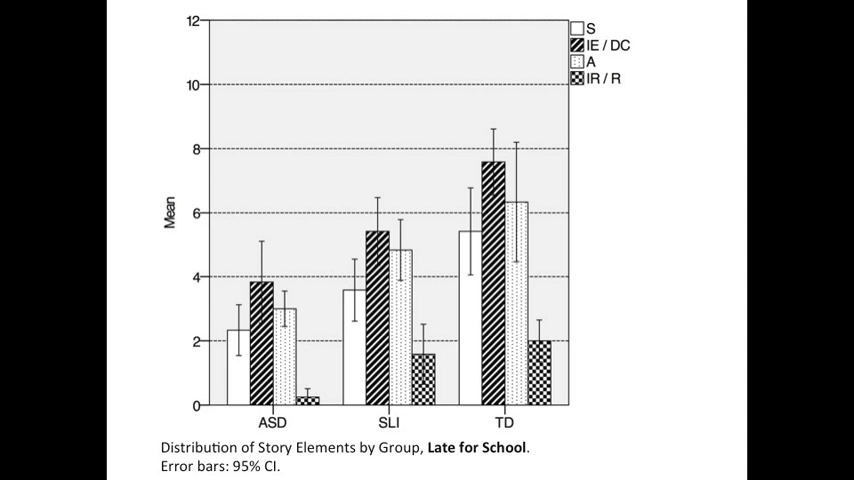 12
S
IE / DC
A
IR / R
10
8
6
4
2
0
Mean
ASD SLI TD
Distribution of Story Elements by Group, Late for School.
Error bars: 95% CI.